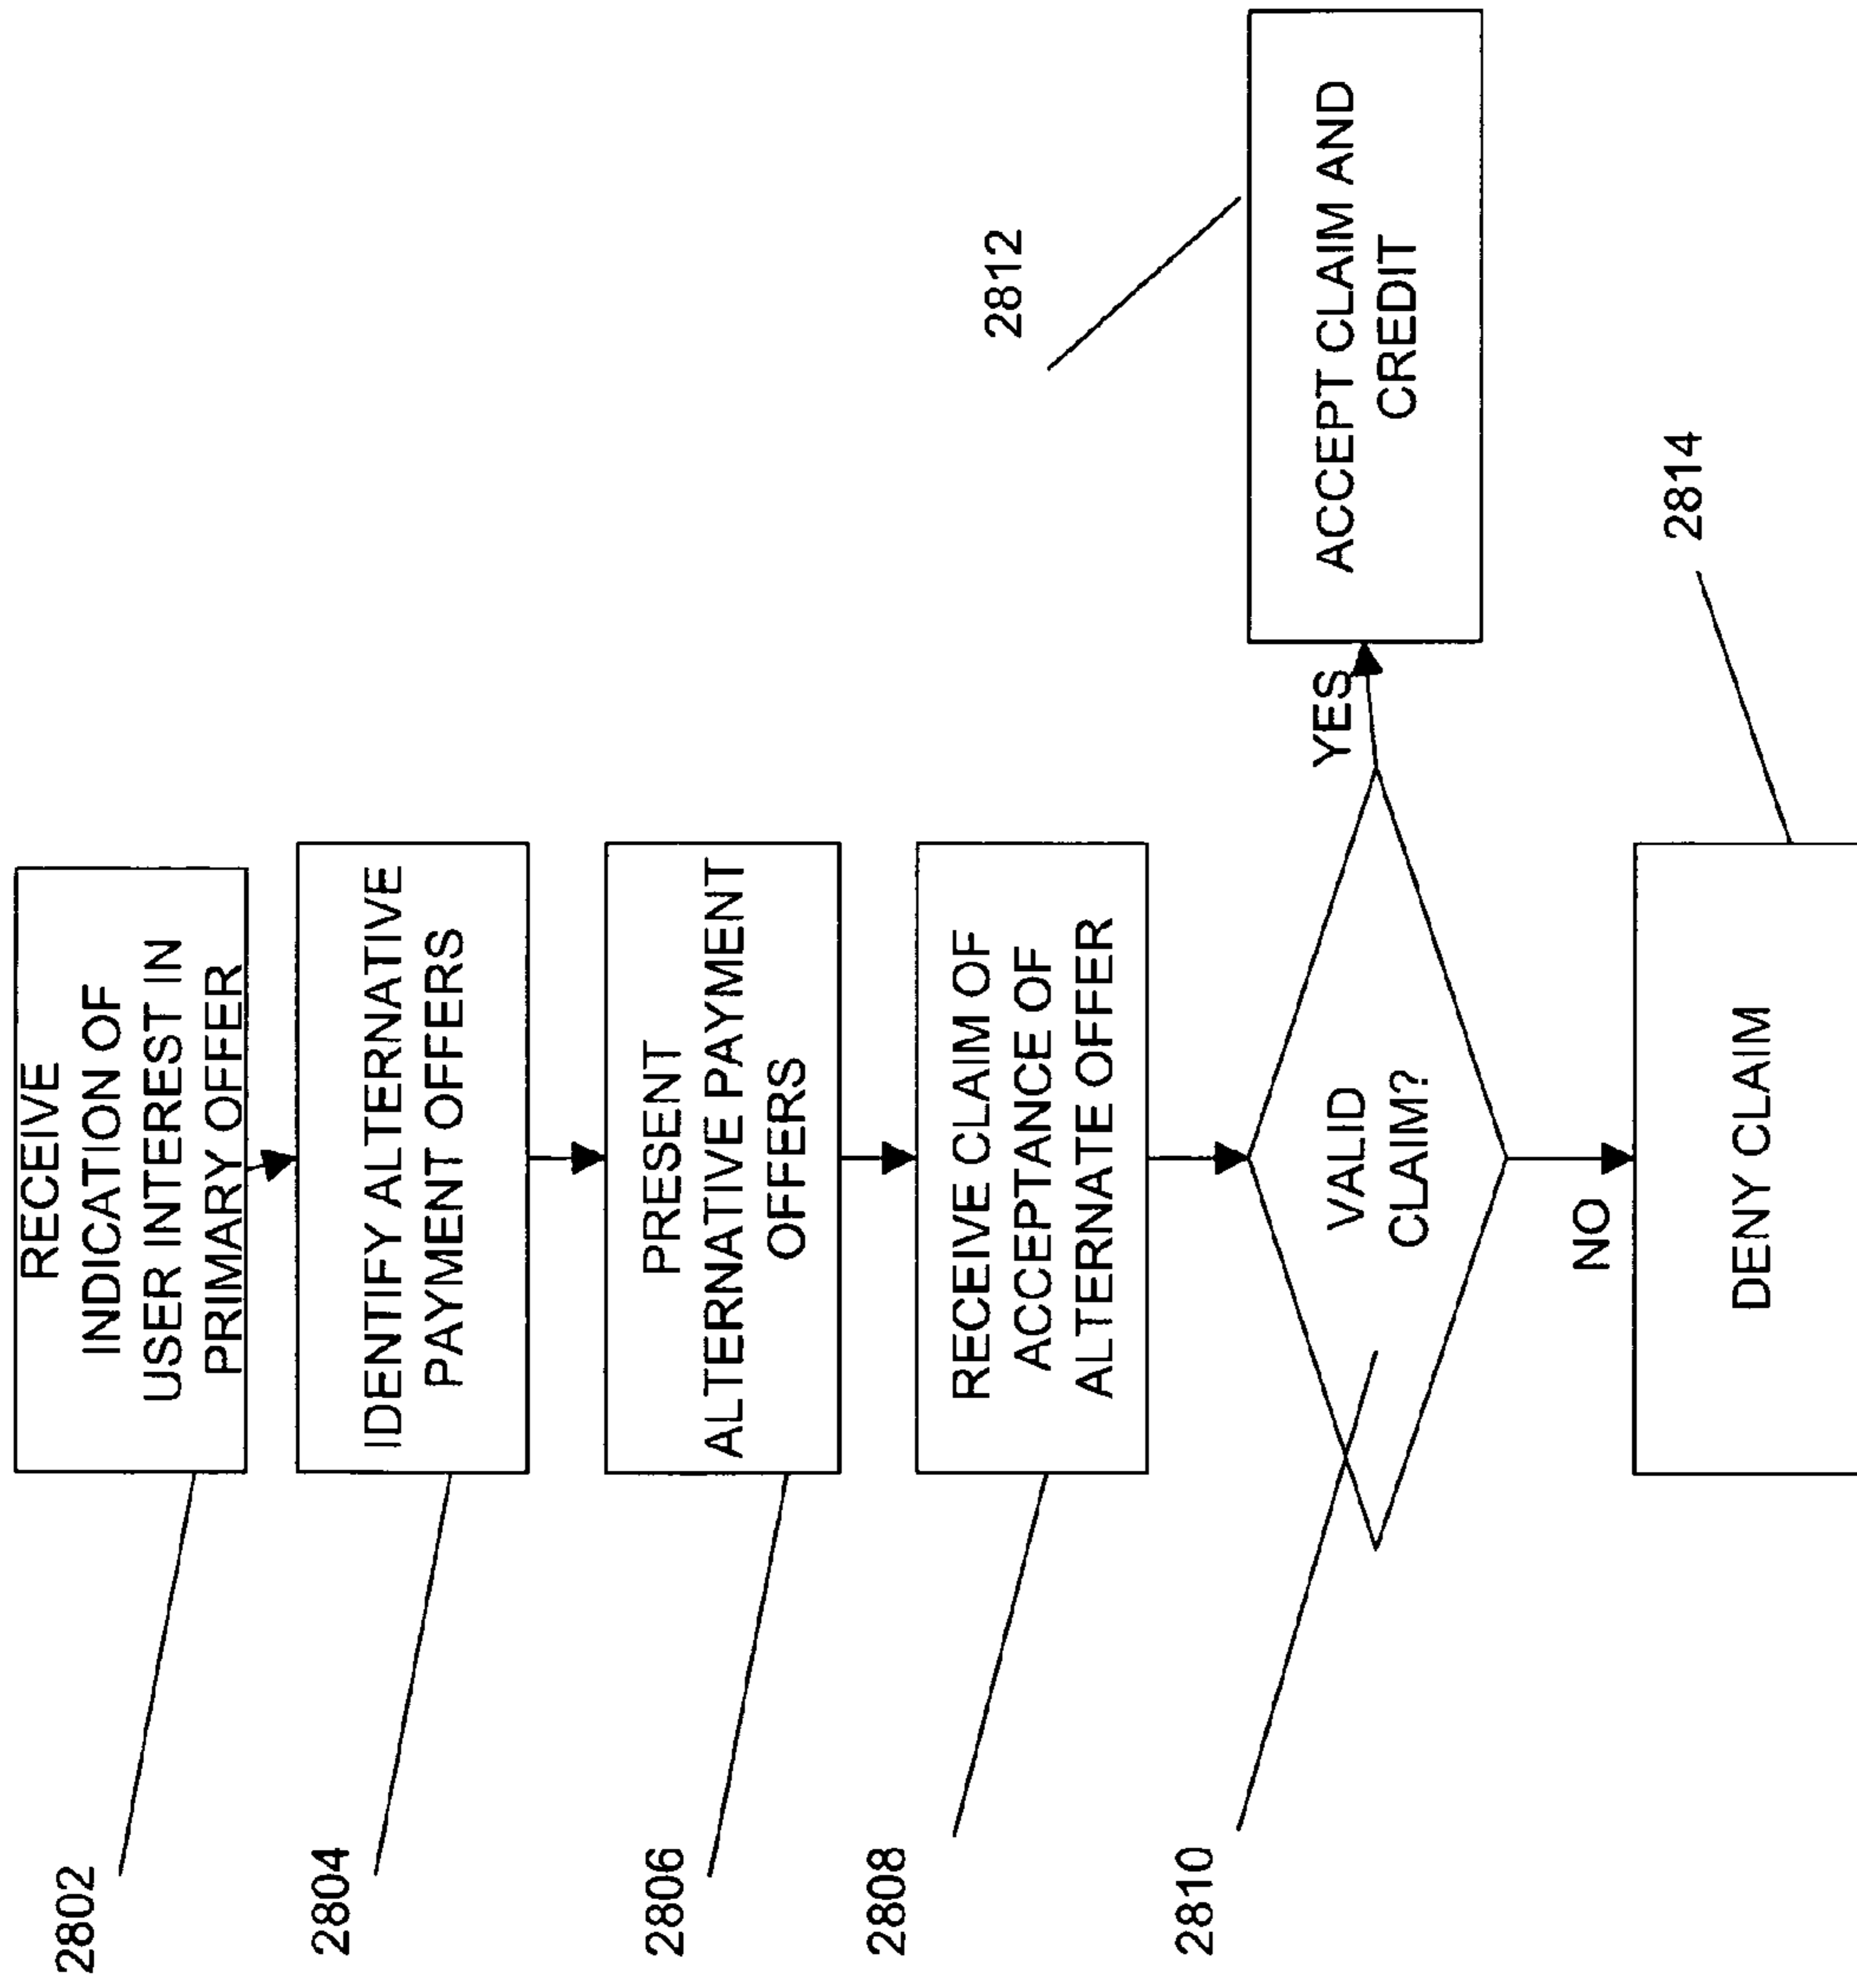 2802
RECEIVE
INDICATION OF
USER INTEREST IN
PRIMARY OFFER
2804
IDENTIFY ALTERNATIVE
PAYMENT OFFERS
2806
PRESENT
ALTERNATIVE PAYMENT
OFFERS
2808
RECEIVE CLAIM OF
ACCEPTANCE OF
ALTERNATE OFFER
2810
VALID
CLAIM?
YES
2812
ACCEPT CLAIM AND
CREDIT
NO
2814
DENY CLAIM